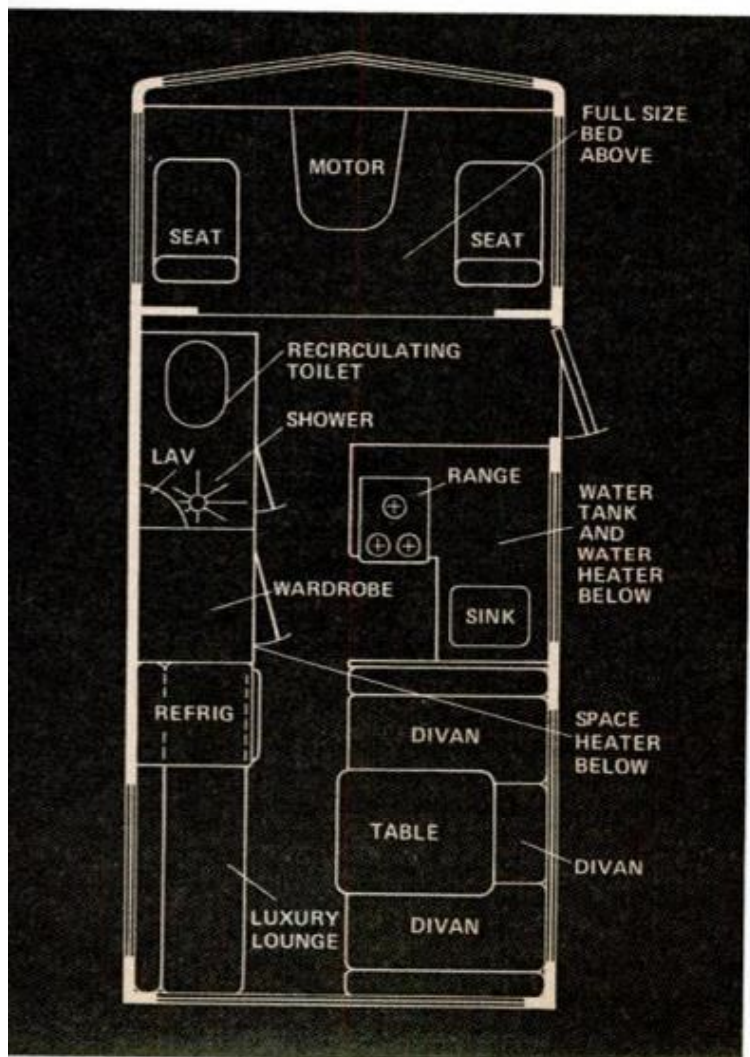 FULL SIZE
BED
ABOVE
MOTOR
SEAT
SEAT
RECIRCULATING
TOILET
SHOWER
LAV
RANGE
WATER
TANK
AND
WATER
HEATER
BELOW
WARDROBE
SINK
REFRIG
DIVAN
SPACE
HEATER
BELOW
TABLE
DIVAN
LUXURY
LOUNGE
DIVAN